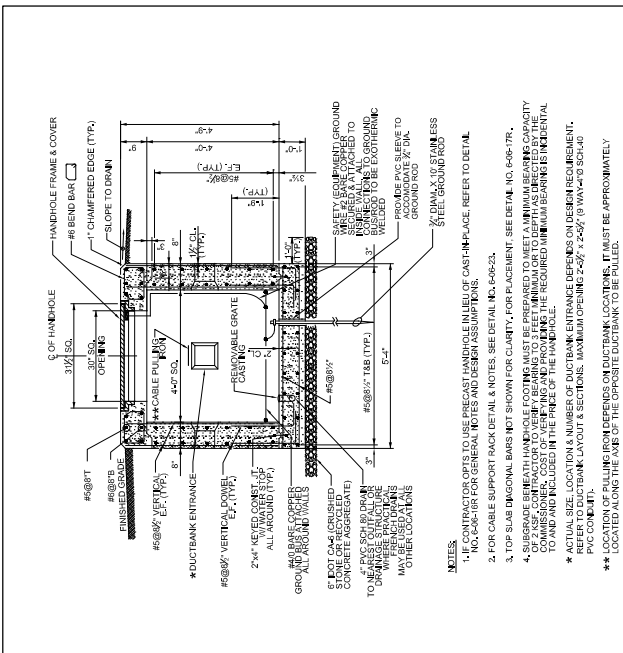 ℄ OF HANDHOLE
31½" SQ.
30" SQ.
OPENING
HANDHOLE FRAME & COVER
#6 BEND BAR
1" CHAMFERED EDGE (TYP.)
SLOPE TO DRAIN
#5@8"T
#6@8"B
FINISHED GRADE
#5@8½" VERTICAL
E.F. (TYP.)
8"
**CABLE PULLING
IRON
4'-0" SQ.
8"
1½" CL.
(TYP.)
9"
4'-9"
4'-9"
#5@8½"
E.F. (TYP.)
1'-9"
(TYP.)
1'-0"
3½"
*DUCTBANK ENTRANCE
#5@8½" VERTICAL DOWEL
E.F. (TYP.)
2"x4" KEYED CONST. JT.
W/ WATER STOP
ALL AROUND (TYP.)
REMOVABLE GRATE
CASTING
2" CL.
1'-0"
(TYP.)
#4/0 BARE COPPER
GROUND BUS ATTACHED
ALL AROUND WALLS
6" IDOT CA-6 (CRUSHED
STONE OR RECYCLED
CONCRETE AGGREGATE)
4" PVC SCH 80 DRAIN
TO NEAREST OUTFALL OR
DRAINAGE STRUCTURE
WHERE PRACTICAL.
FRENCH DRAINS
MAY BE USED AT ALL
OTHER LOCATIONS
3"
#5@8½" T&B (TYP.)
#5@8½"
3"
5'-4"
SAFETY (EQUIPMENT) GROUND
WIRE #2 BARE COPPER
SECURED & ATTACHED TO
INSIDE WALL. ALL
CONNECTIONS TO GROUND
BUS/ROD TO BE EXOTHERMIC
WELDED
PROVIDE PVC SLEEVE TO
ACCOMODATE ¾" DIA.
GROUND ROD
¾" DIAM. X 10' STAINLESS
STEEL GROUND ROD
NOTES:
1. IF CONTRACTOR OPTS TO USE PRECAST HANDHOLE IN LIEU OF CAST-IN-PLACE, REFER TO DETAIL
NO. 6-06-16R FOR GENERAL NOTES AND DESIGN ASSUMPTIONS.
2. FOR CABLE SUPPORT RACK DETAIL & NOTES, SEE DETAIL NO. 6-06-23.
3. TOP SLAB DIAGONAL BARS NOT SHOWN FOR CLARITY. FOR PLACEMENT, SEE DETAIL NO. 6-06-17R.
4. SUBGRADE BENEATH HANDHOLE FOOTING MUST BE PREPARED TO MEET A MINIMUM BEARING CAPACITY
OF 2 KSF. CONTRACTOR TO VERIFY BEARING TO 3 FEET MINIMUM OR TO DEPTH AS DIRECTED BY THE
COMMISSIONER. COST OF VERIFYING AND PROVIDING THE REQUIRED MINIMUM BEARING IS INCIDENTAL
TO AND INCLUDED IN THE PRICE OF THE HANDHOLE.
* ACTUAL SIZE, LOCATION & NUMBER OF DUCTBANK ENTRANCE DEPENDS ON DESIGN REQUIREMENT.
REFER TO DUCTBANK LAYOUT & SECTIONS. MAXIMUM OPENING 2'-5½" x 2'-5½" (9 WAY-4"Ø SCH 40
PVC CONDUIT).
** LOCATION OF PULLING IRON DEPENDS ON DUCTBANK LOCATIONS. IT MUST BE APPROXIMATELY
LOCATED ALONG THE AXIS OF THE OPPOSITE DUCTBANK TO BE PULLED.